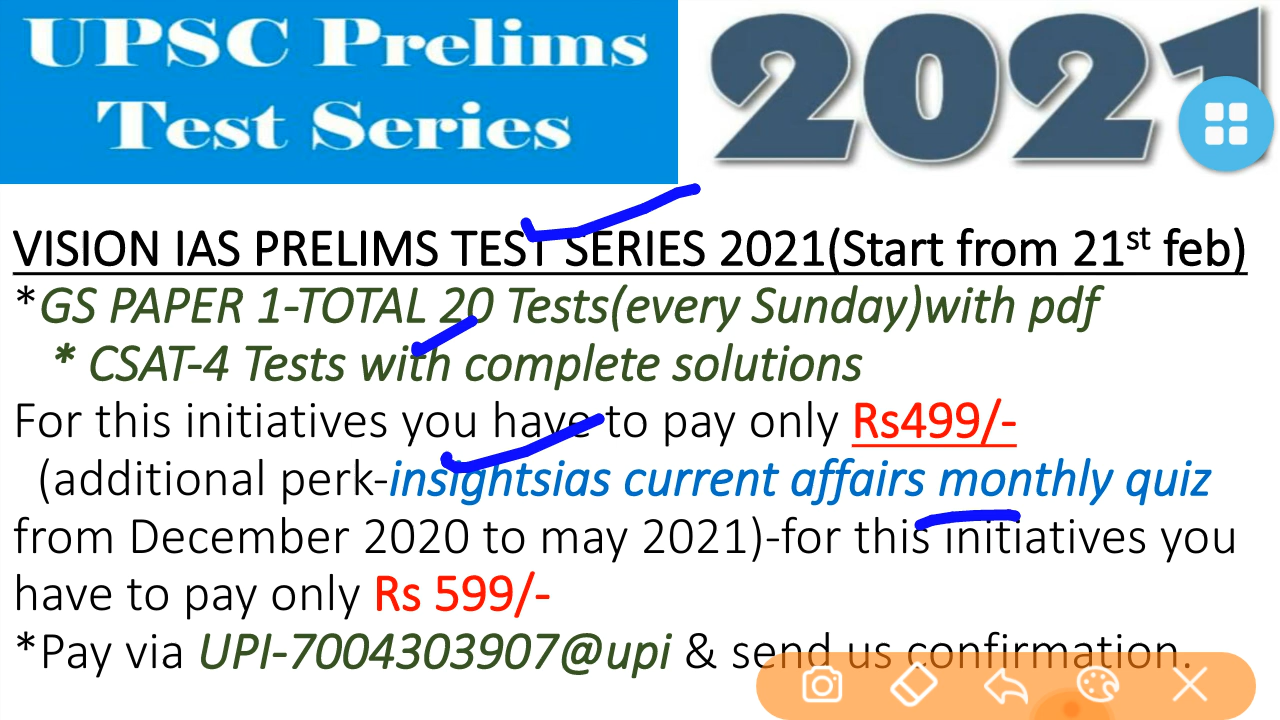 UPSC Prelims
Test Series
2021
VISION IAS PRELIMS TEST SERIES 2021(Start from 21st feb)
*GS PAPER 1-TOTAL 20 Tests(every Sunday)with pdf
* CSAT-4 Tests with complete solutions
For this initiatives you have to pay only Rs499/-
(additional perk-insightsias current affairs monthly quiz
from December 2020 to may 2021)-for this initiatives you
have to pay only Rs 599/-
*Pay via UPI-7004303907@upi & send us confirmation.